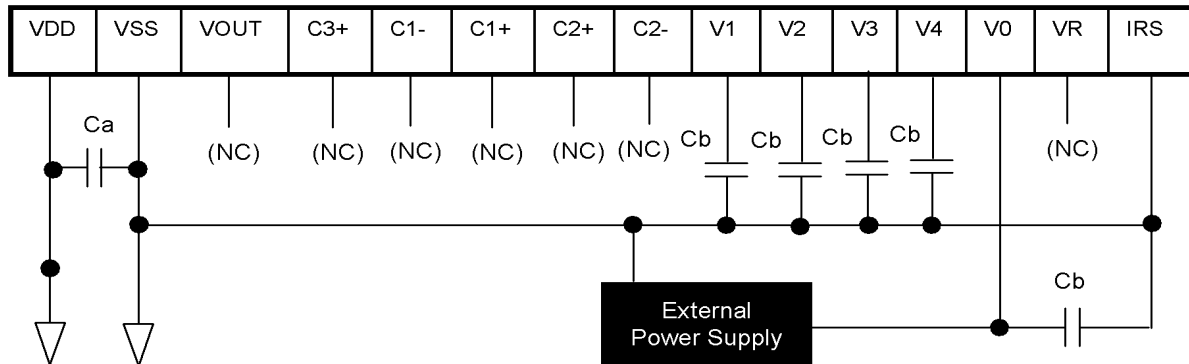 VDD VSS VOUT C3+ C1- C1+ C2+ C2- V1 V2 V3 V4 V0 VR IRS
Ca
(NC) (NC) (NC) (NC) (NC) (NC) Cb Cb Cb Cb (NC)
External
Power Supply
Cb